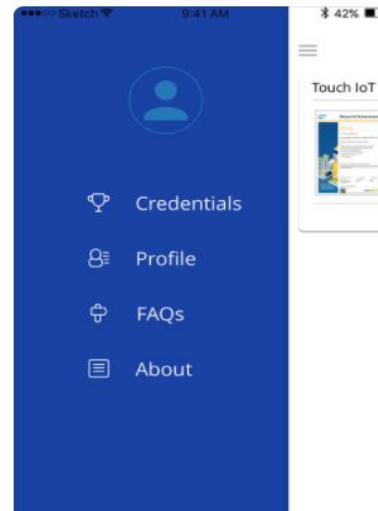 Sketch 9:41 AM 42%
Touch IoT
Credentials
Profile
FAQs
About